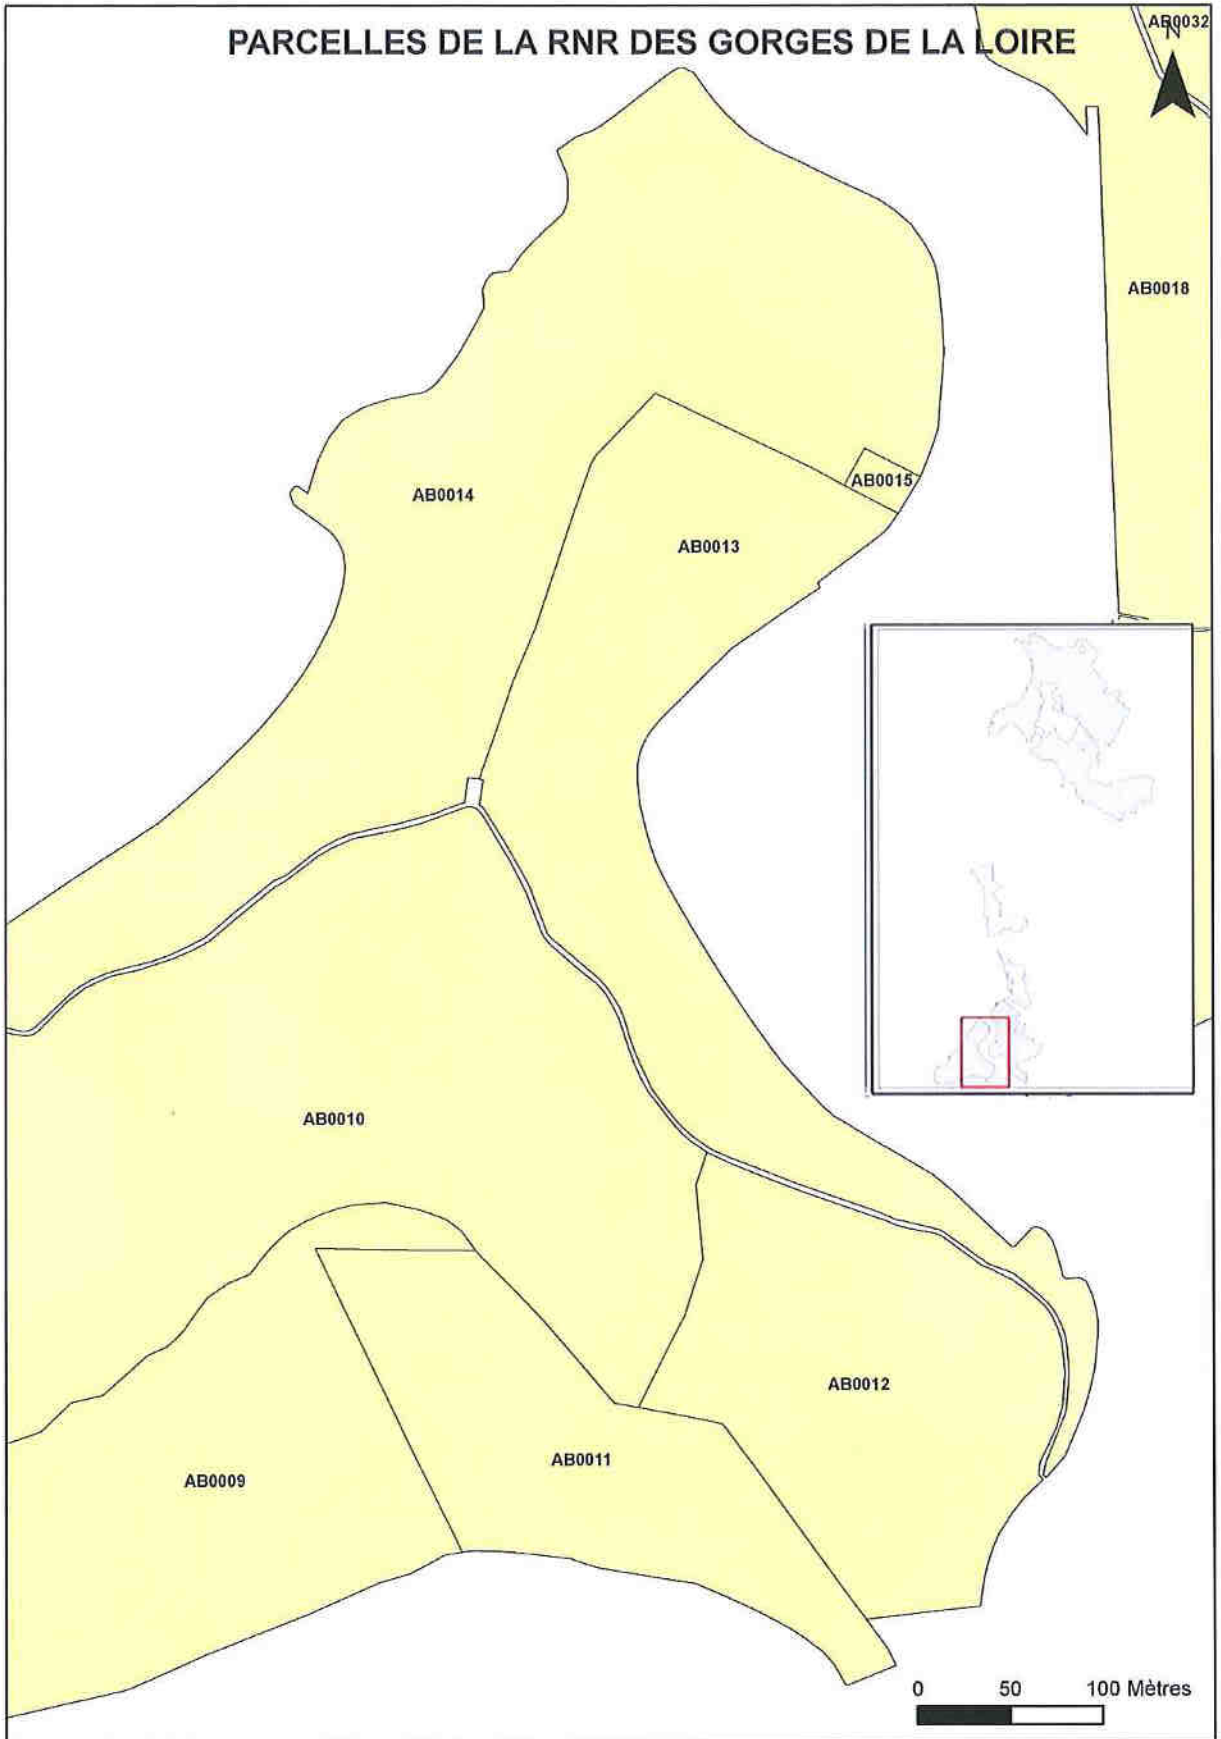 PARCELLES DE LA RNR DES GORGES DE LA LOIRE
AB0032
N
AB0018
AB0014
AB0015
AB0013
AB0010
AB0012
AB0011
AB0009
0 50 100 Mètres